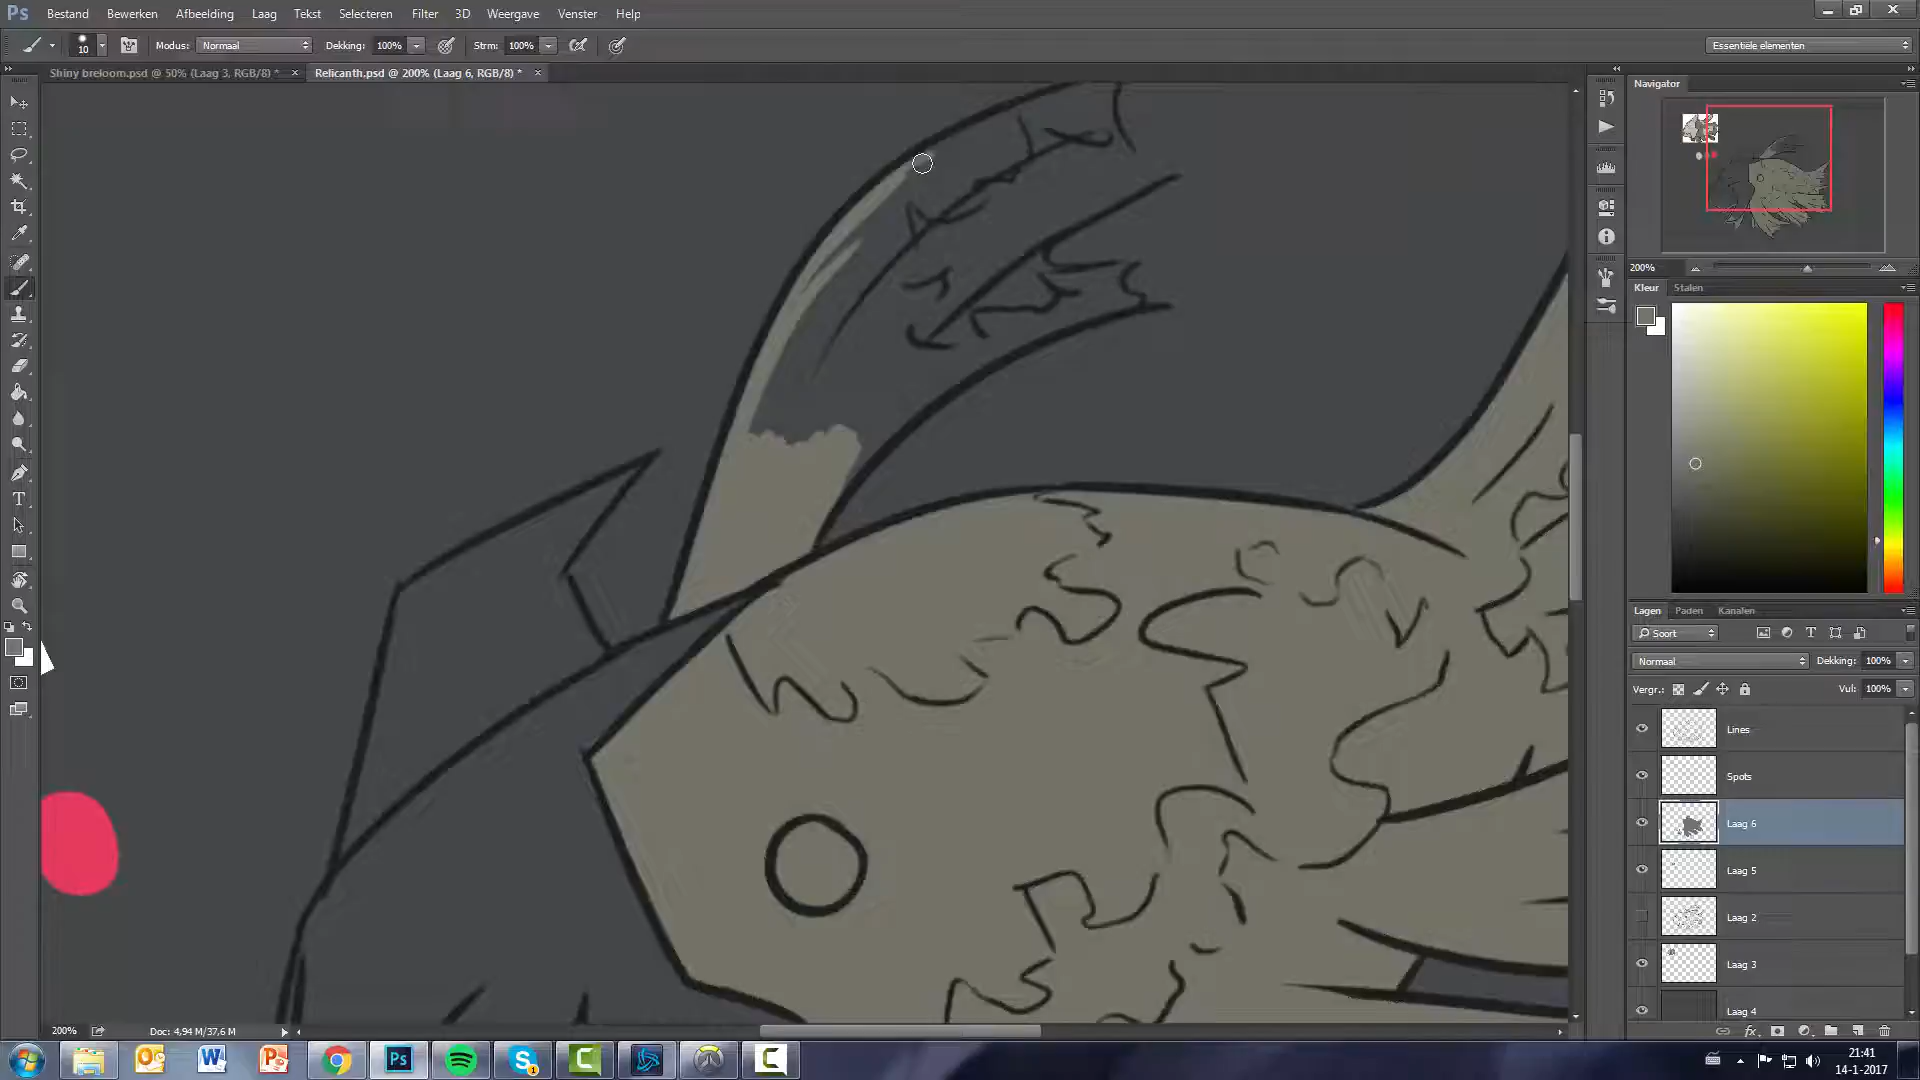 Ps Bestand Bewerken Afbeelding Laag Tekst Selecteren Filter 3D Weergave Venster Help
10 Modus: Normaal Dekking: 100% Strm: 100% Essentiële elementen
Shiny breloom.psd @ 50% (Laag 3, RGB/8) * × Relicanth.psd @ 200% (Laag 6, RGB/8) * ×
Navigator
200%
Kleur Stalen
Lagen Paden Kanalen
Soort
Normaal Dekking: 100%
Vergr.: Vul: 100%
Lines
Spots
Laag 6
Laag 5
Laag 2
Laag 3
Laag 4
200% Doc: 4,94 M/37,6 M
21:41
14-1-2017